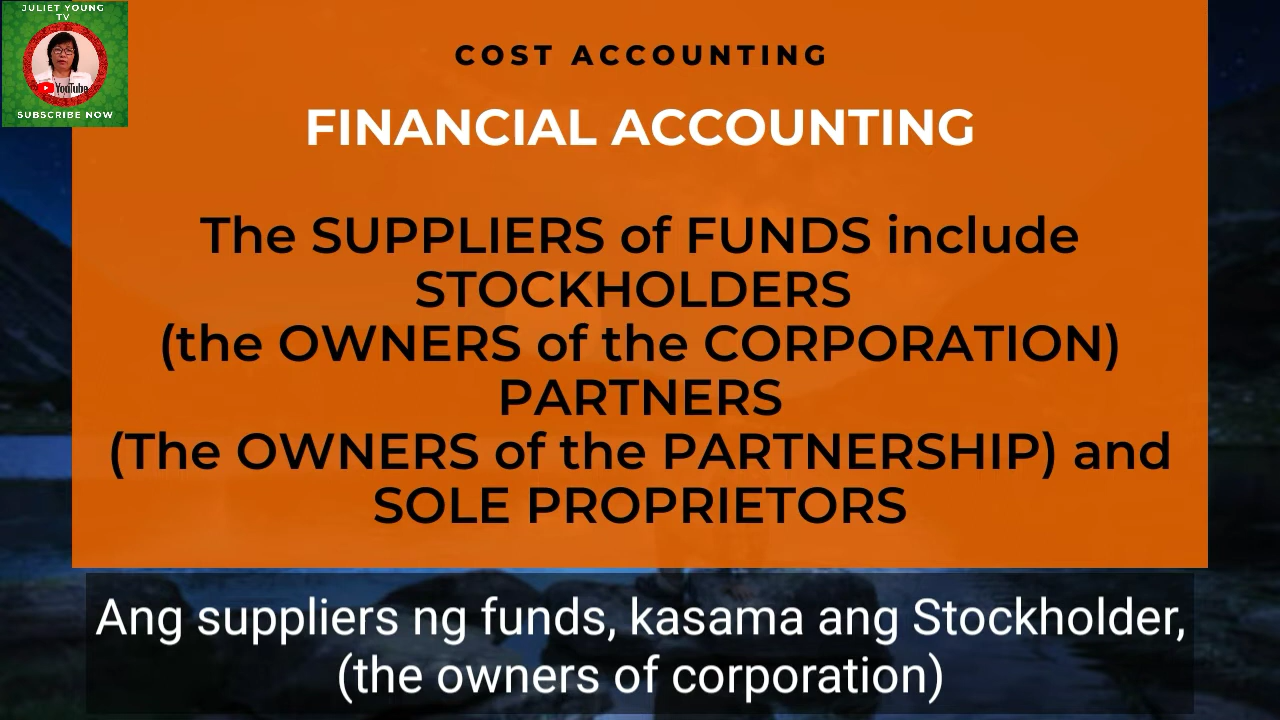 JULIET YOUNG
TV
YouTube
SUBSCRIBE NOW
COST ACCOUNTING
FINANCIAL ACCOUNTING
The SUPPLIERS of FUNDS include
STOCKHOLDERS
(the OWNERS of the CORPORATION)
PARTNERS
(The OWNERS of the PARTNERSHIP) and
SOLE PROPRIETORS
Ang suppliers ng funds, kasama ang Stockholder,
(the owners of corporation)